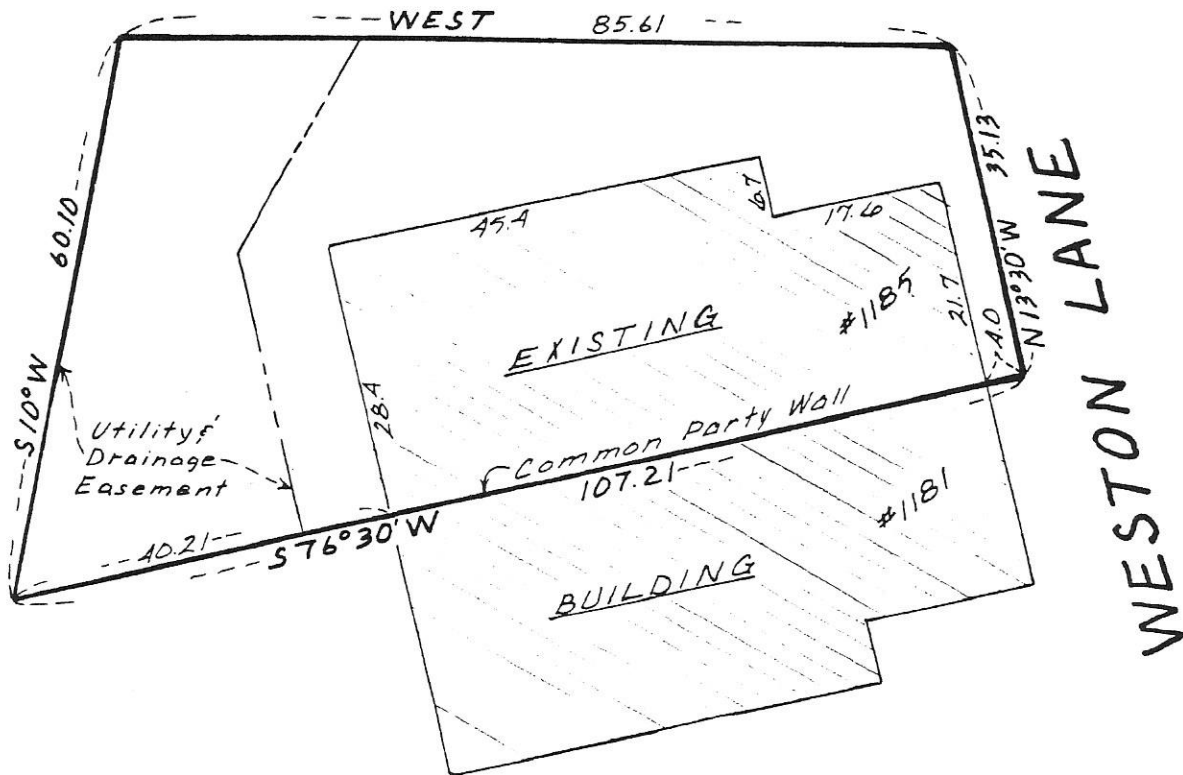 WEST 85.61
35.13
N13°30'W
WESTON LANE
60.10
S10°W
6.7
45.4
17.6
#1185
21.7
4.0
EXISTING
28.4
Utility &
Drainage
Easement
Common Party Wall
107.21
S76°30'W
40.21
#1181
BUILDING